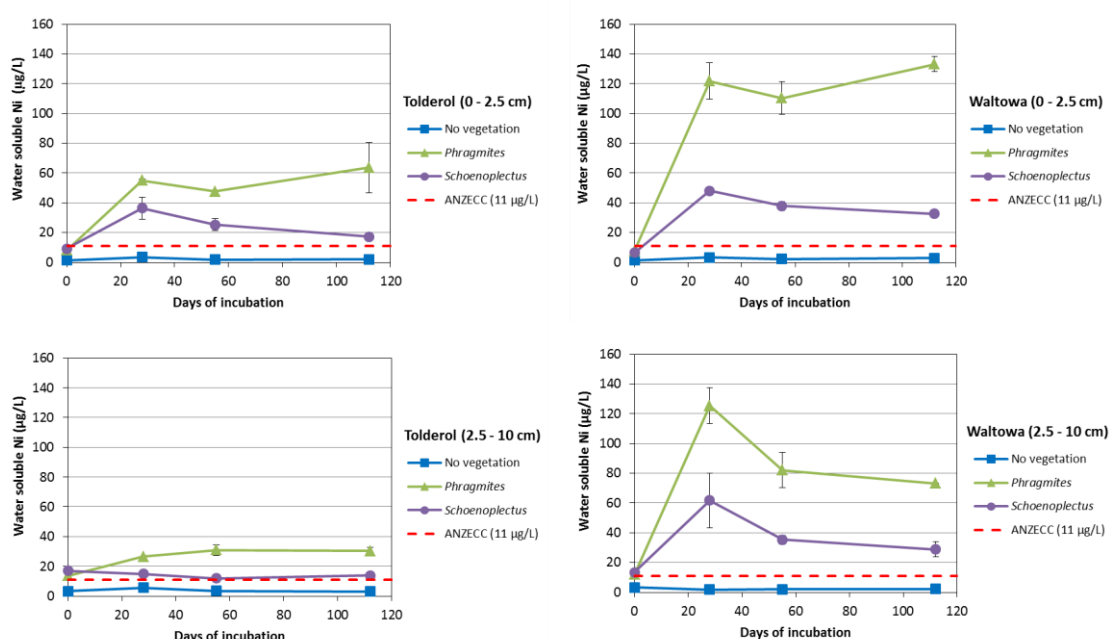 160
140
120
100
80
60
40
20
0
Water soluble Ni (µg/L)
0 20 40 60 80 100 120
Days of incubation
Tolderol (0 - 2.5 cm)
No vegetation
Phragmites
Schoenoplectus
ANZECC (11 µg/L)
160
140
120
100
80
60
40
20
0
Water soluble Ni (µg/L)
0 20 40 60 80 100 120
Days of incubation
Waltowa (0 - 2.5 cm)
No vegetation
Phragmites
Schoenoplectus
ANZECC (11 µg/L)
160
140
120
100
80
60
40
20
0
Water soluble Ni (µg/L)
0 20 40 60 80 100 120
Days of incubation
Tolderol (2.5 - 10 cm)
No vegetation
Phragmites
Schoenoplectus
ANZECC (11 µg/L)
160
140
120
100
80
60
40
20
0
Water soluble Ni (µg/L)
0 20 40 60 80 100 120
Days of incubation
Waltowa (2.5 - 10 cm)
No vegetation
Phragmites
Schoenoplectus
ANZECC (11 µg/L)